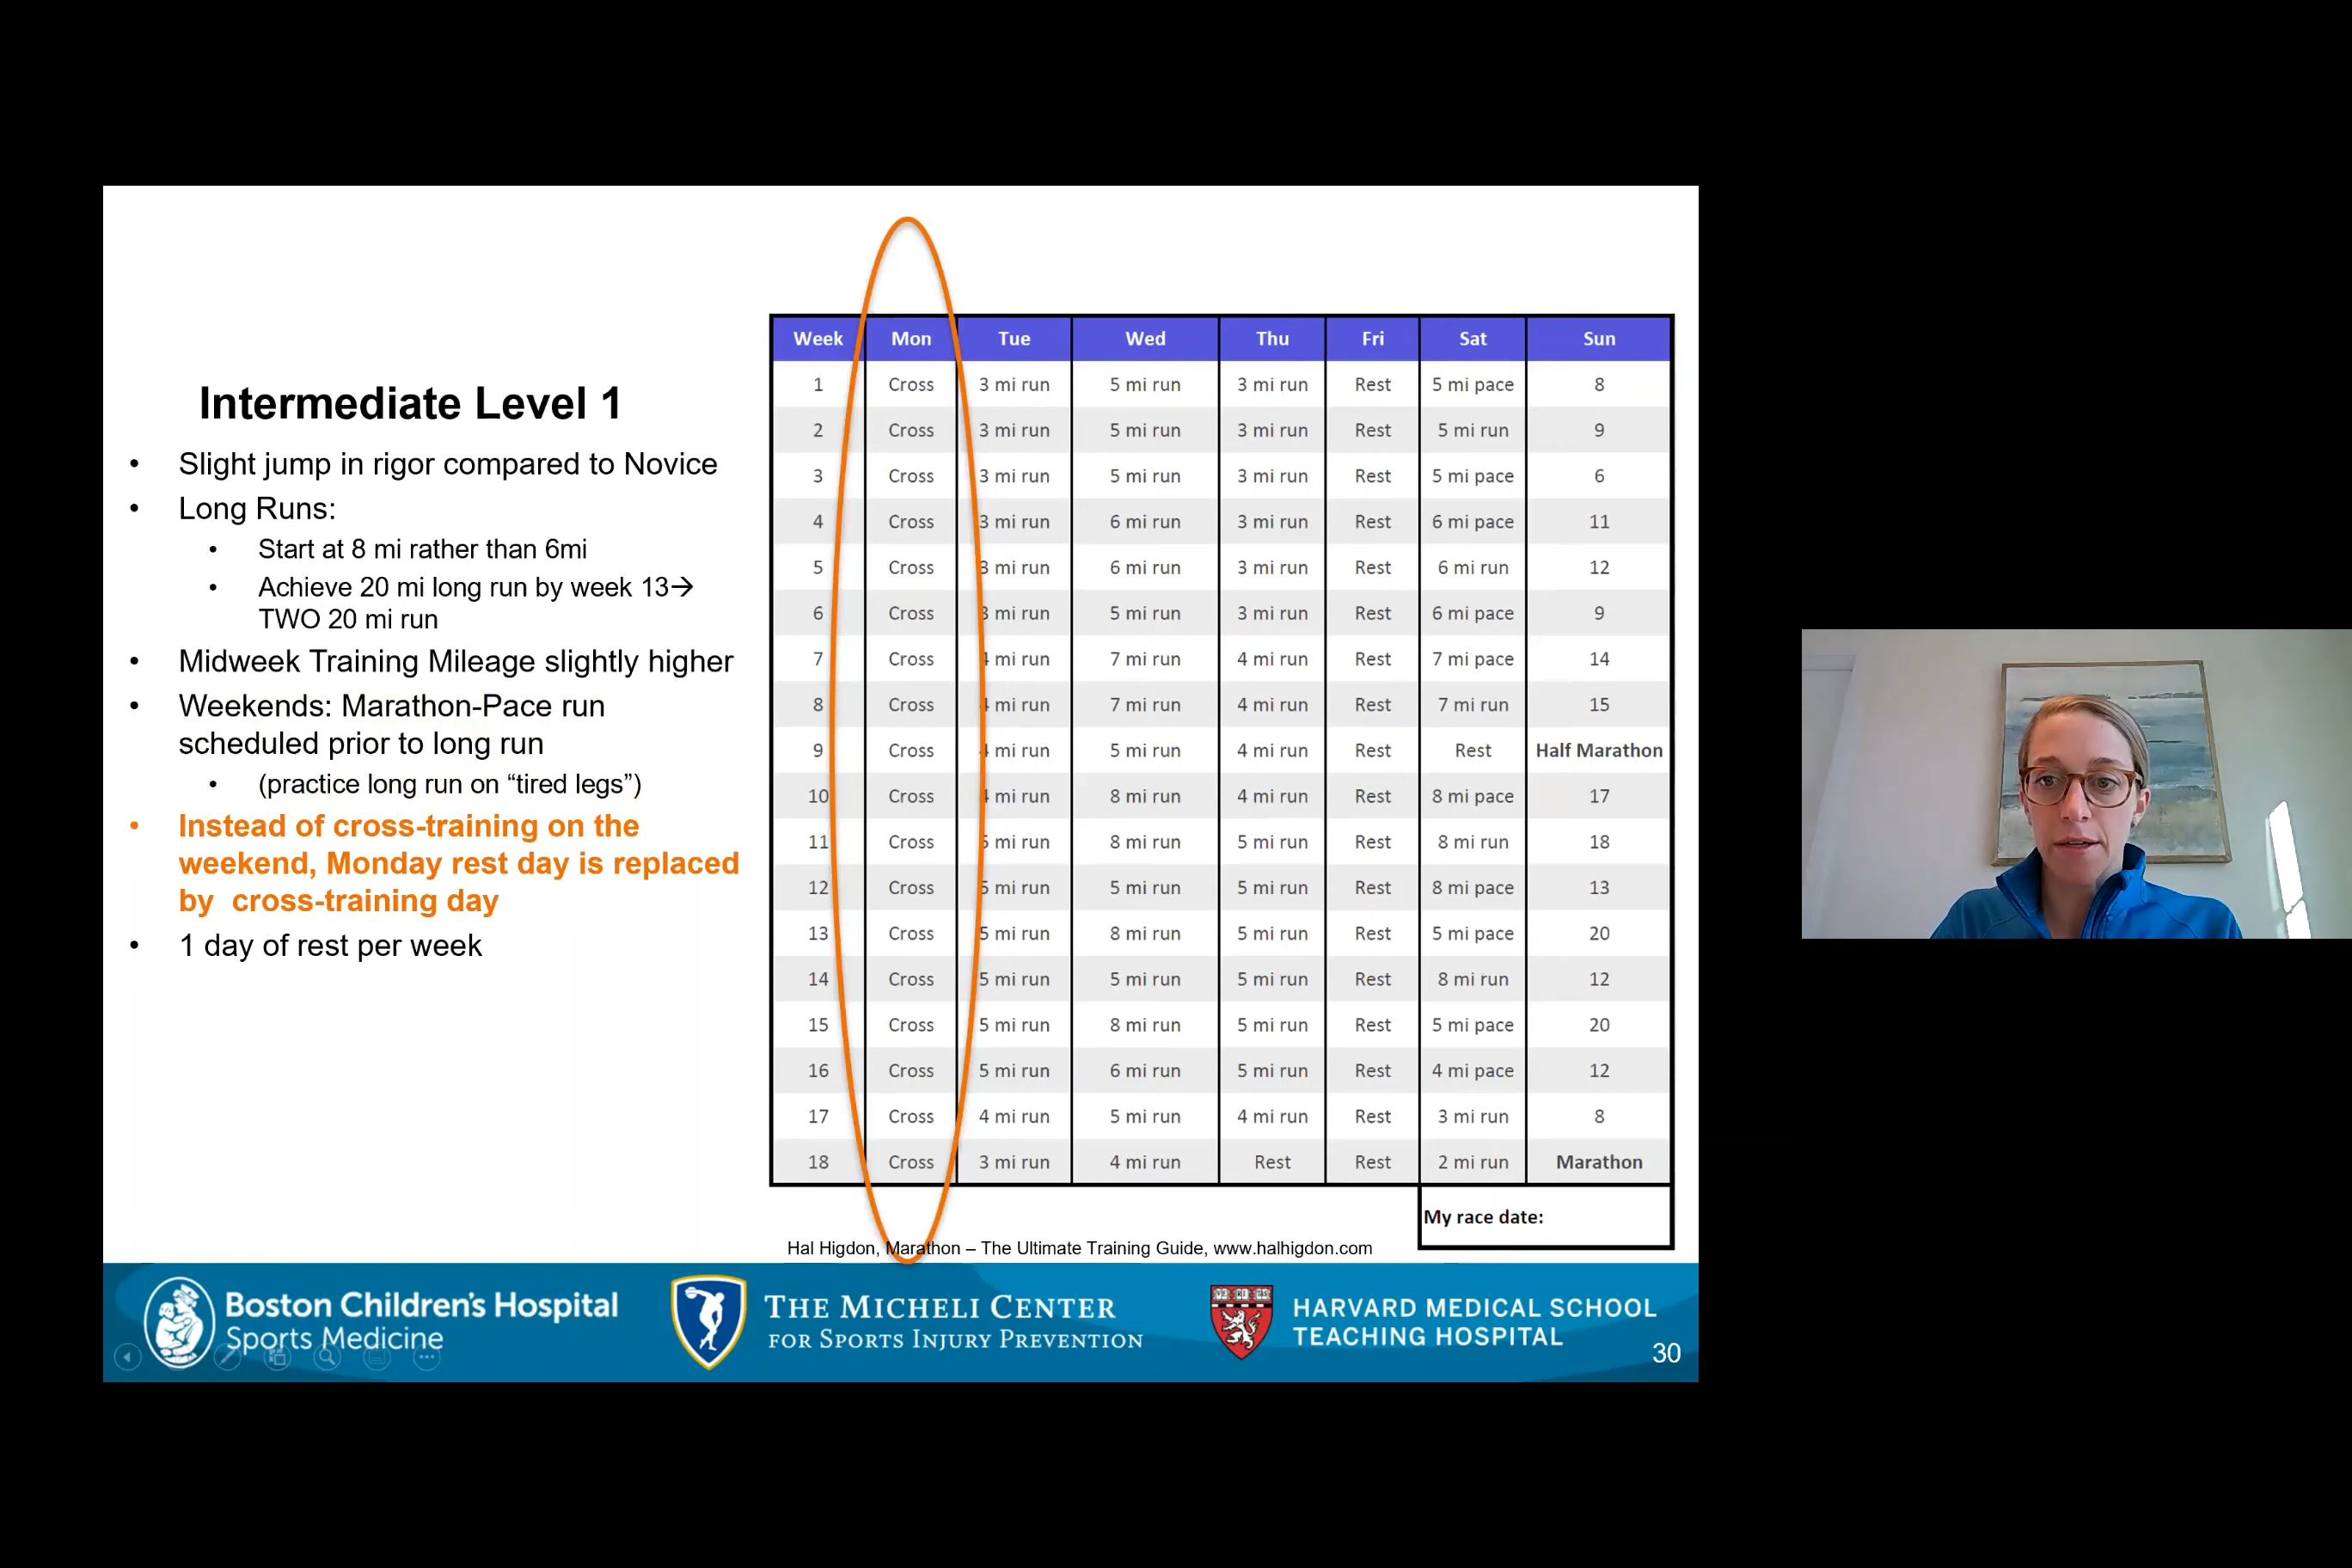 Intermediate Level 1
• Slight jump in rigor compared to Novice
• Long Runs:
• Start at 8 mi rather than 6mi
• Achieve 20 mi long run by week 13→
TWO 20 mi run
• Midweek Training Mileage slightly higher
• Weekends: Marathon-Pace run
scheduled prior to long run
• (practice long run on “tired legs”)
• Instead of cross-training on the
weekend, Monday rest day is replaced
by cross-training day
• 1 day of rest per week
Week Mon Tue Wed Thu Fri Sat Sun
1 Cross 3 mi run 5 mi run 3 mi run Rest 5 mi pace 8
2 Cross 3 mi run 5 mi run 3 mi run Rest 5 mi run 9
3 Cross 3 mi run 5 mi run 3 mi run Rest 5 mi pace 6
4 Cross 3 mi run 6 mi run 3 mi run Rest 6 mi pace 11
5 Cross 3 mi run 6 mi run 3 mi run Rest 6 mi run 12
6 Cross 3 mi run 5 mi run 3 mi run Rest 6 mi pace 9
7 Cross 4 mi run 7 mi run 4 mi run Rest 7 mi pace 14
8 Cross 4 mi run 7 mi run 4 mi run Rest 7 mi run 15
9 Cross 4 mi run 5 mi run 4 mi run Rest Rest Half Marathon
10 Cross 4 mi run 8 mi run 4 mi run Rest 8 mi pace 17
11 Cross 5 mi run 8 mi run 5 mi run Rest 8 mi run 18
12 Cross 5 mi run 5 mi run 5 mi run Rest 8 mi pace 13
13 Cross 5 mi run 8 mi run 5 mi run Rest 5 mi pace 20
14 Cross 5 mi run 5 mi run 5 mi run Rest 8 mi run 12
15 Cross 5 mi run 8 mi run 5 mi run Rest 5 mi pace 20
16 Cross 5 mi run 6 mi run 5 mi run Rest 4 mi pace 12
17 Cross 4 mi run 5 mi run 4 mi run Rest 3 mi run 8
18 Cross 3 mi run 4 mi run Rest Rest 2 mi run Marathon
My race date:
Hal Higdon, Marathon – The Ultimate Training Guide, www.halhigdon.com
Boston Children's Hospital
Sports Medicine
THE MICHELI CENTER
FOR SPORTS INJURY PREVENTION
HARVARD MEDICAL SCHOOL
TEACHING HOSPITAL
30